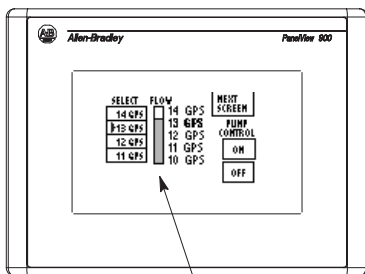 AB Allen-Bradley
PanelView 900
SELECT
14 GPS
13 GPS
12 GPS
11 GPS
FLOW
14 GPS
13 GPS
12 GPS
11 GPS
10 GPS
NEXT
SCREEN
PUMP
CONTROL
ON
OFF